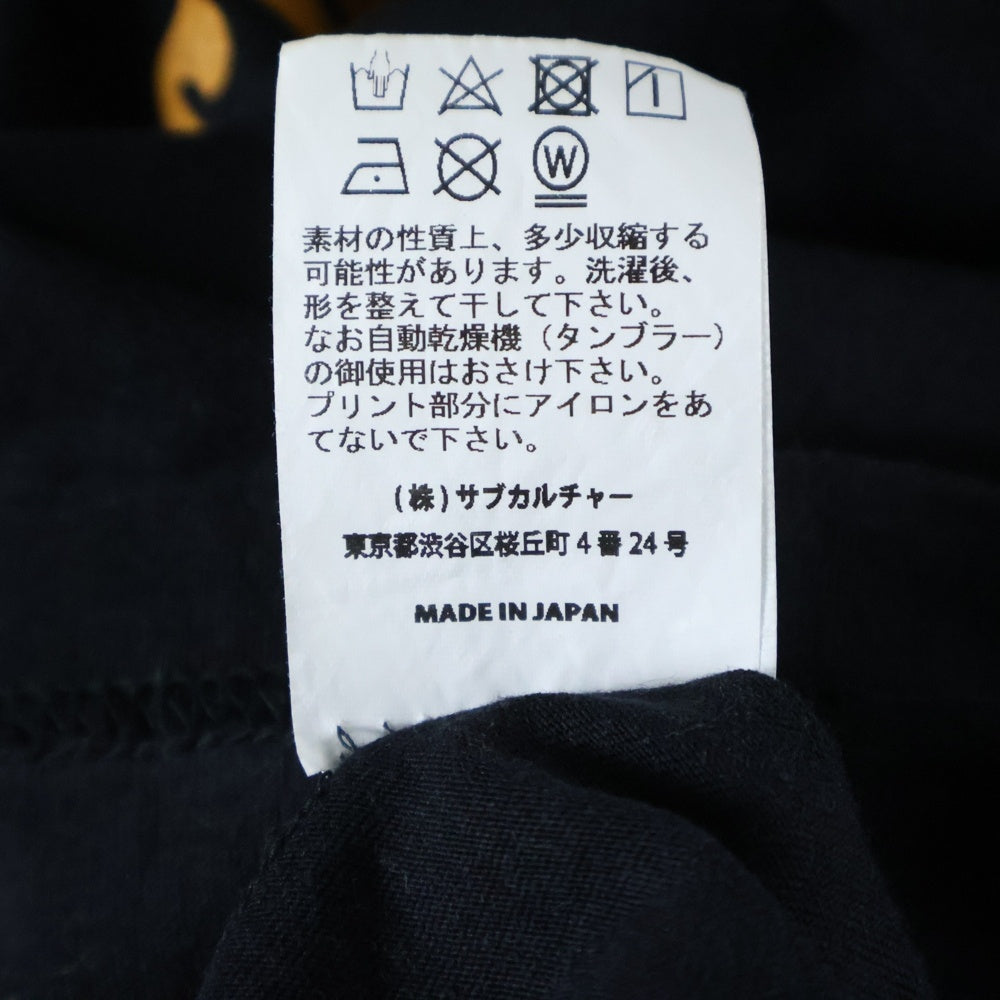 W
素材の性質上、多少収縮する
可能性があります。洗濯後、
形を整えて干して下さい。
なお自動乾燥機（タンブラー）
の御使用はおさけ下さい。
プリント部分にアイロンをあ
てないで下さい。
(株)サブカルチャー
東京都渋谷区桜丘町4番24号
MADE IN JAPAN